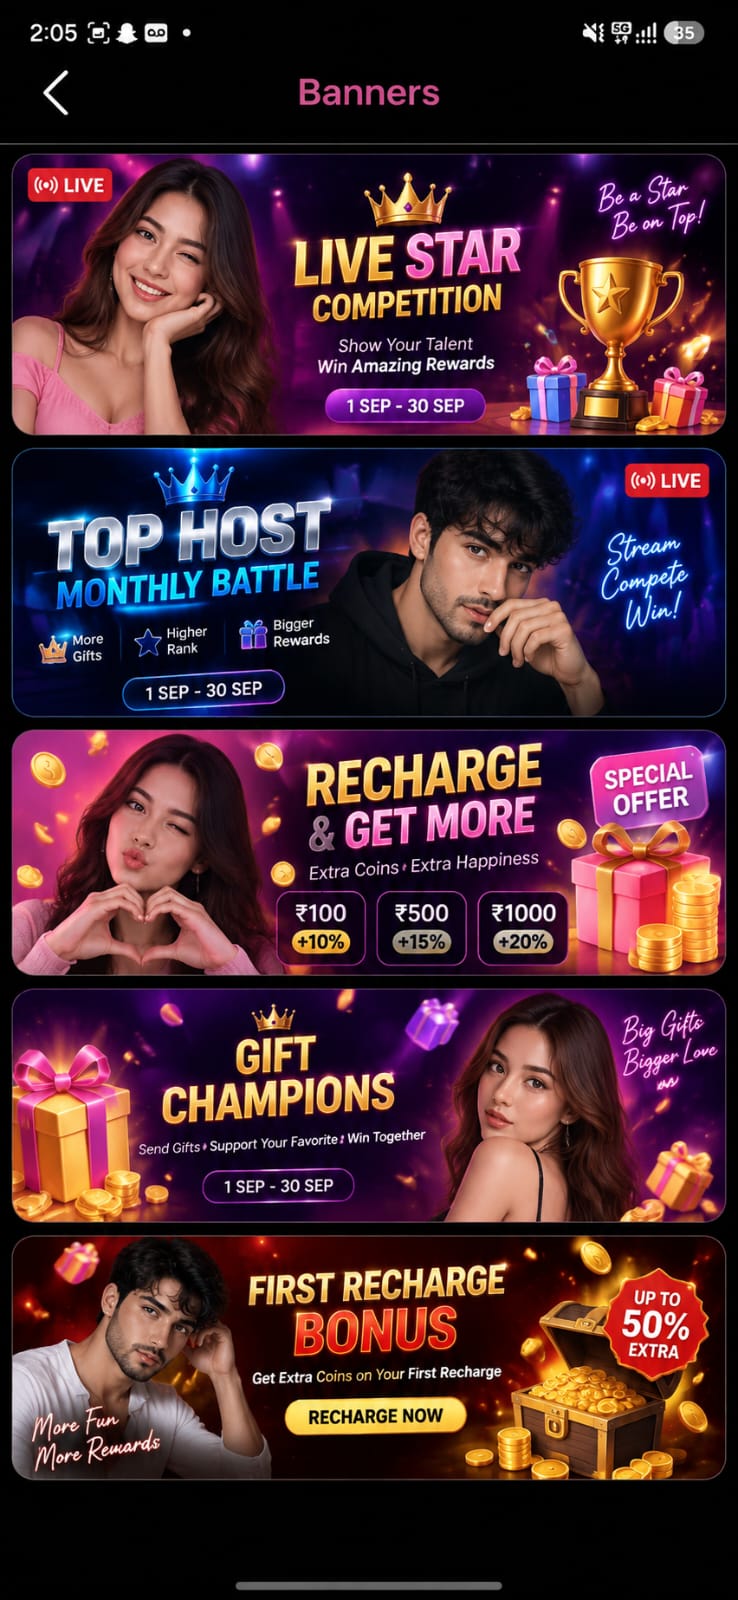 2:05
5G
35
Banners
LIVE
LIVE STAR
COMPETITION
Show Your Talent
Win Amazing Rewards
1 SEP - 30 SEP
Be a Star
Be on Top!
TOP HOST
MONTHLY BATTLE
More
Gifts
Higher
Rank
Bigger
Rewards
1 SEP - 30 SEP
LIVE
Stream
Compete
Win!
RECHARGE
& GET MORE
Extra Coins • Extra Happiness
₹100
+10%
₹500
+15%
₹1000
+20%
SPECIAL
OFFER
GIFT
CHAMPIONS
Send Gifts • Support Your Favorite • Win Together
1 SEP - 30 SEP
Big Gifts
Bigger Love
FIRST RECHARGE
BONUS
Get Extra Coins on Your First Recharge
RECHARGE NOW
More Fun
More Rewards
UP TO
50%
EXTRA